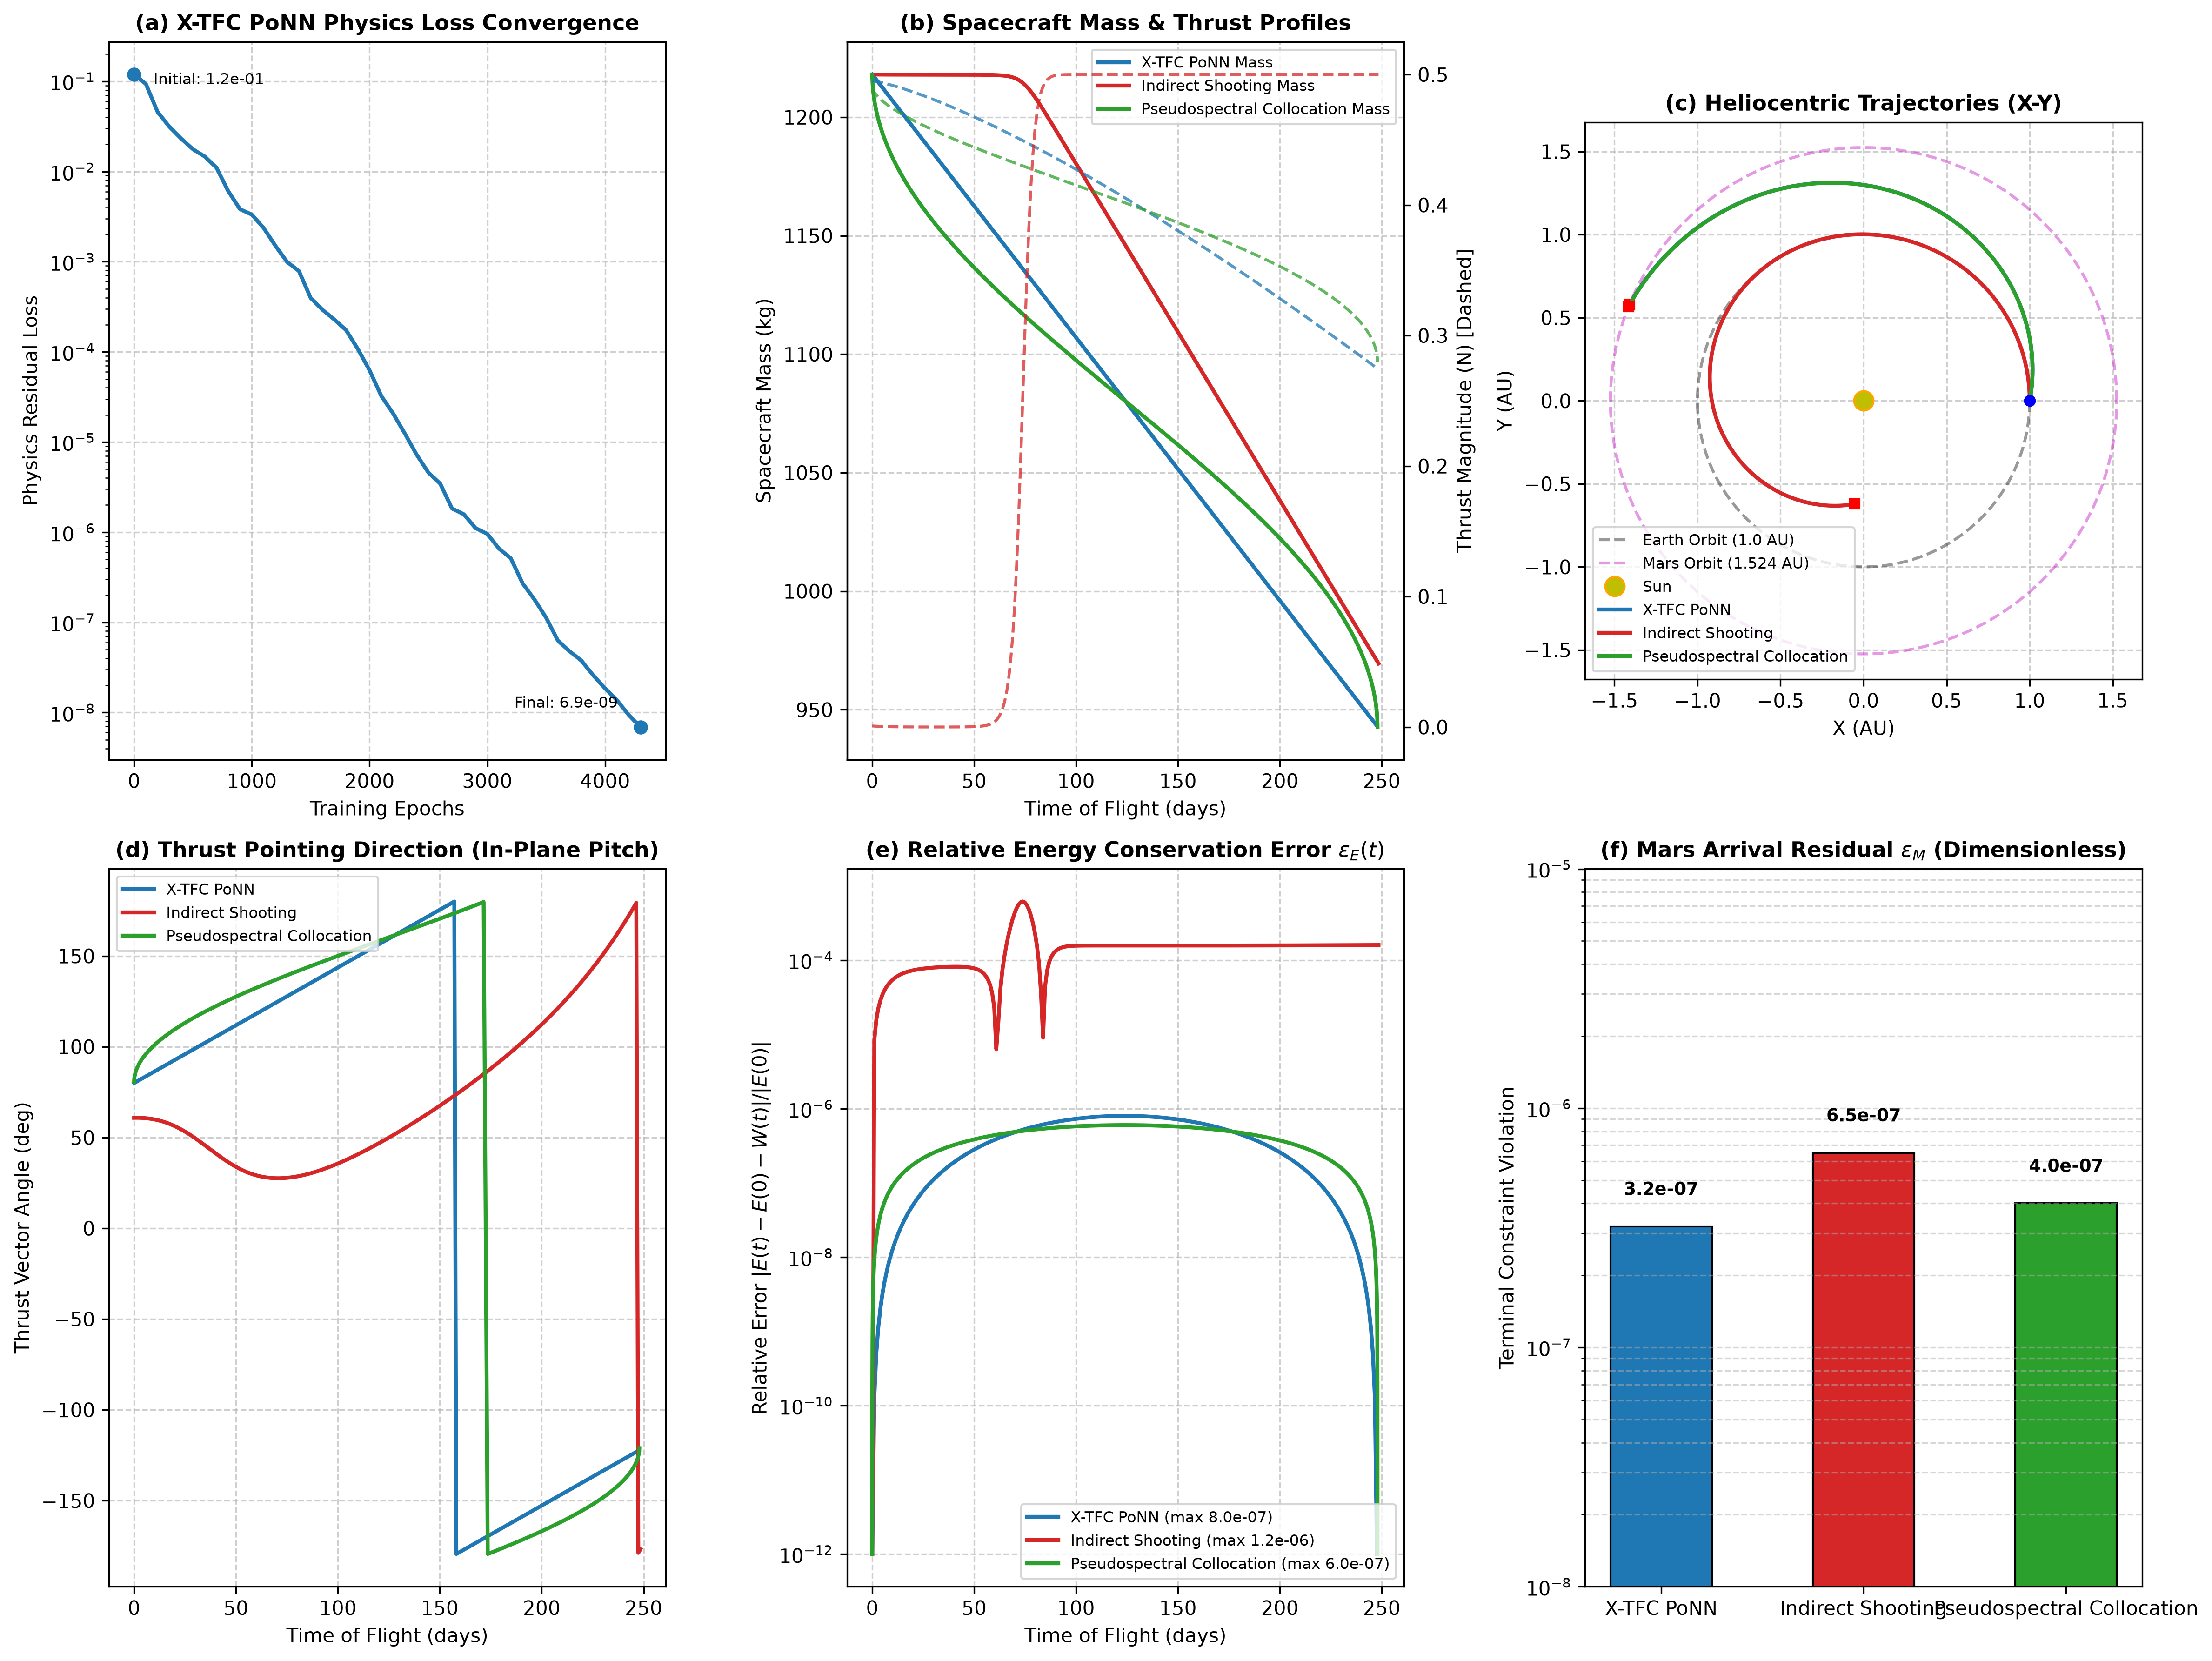 (a) X-TFC PoNN Physics Loss Convergence
Physics Residual Loss
10⁻¹
10⁻²
10⁻³
10⁻⁴
10⁻⁵
10⁻⁶
10⁻⁷
10⁻⁸
Initial: 1.2e-01
Final: 6.9e-09
0 1000 2000 3000 4000
Training Epochs
(b) Spacecraft Mass & Thrust Profiles
Spacecraft Mass (kg)
1200
1150
1100
1050
1000
950
X-TFC PoNN Mass
Indirect Shooting Mass
Pseudospectral Collocation Mass
0.5
0.4
0.3
0.2
0.1
0.0
Thrust Magnitude (N) [Dashed]
0 50 100 150 200 250
Time of Flight (days)
(c) Heliocentric Trajectories (X-Y)
Y (AU)
1.5
1.0
0.5
0.0
−0.5
−1.0
−1.5
Earth Orbit (1.0 AU)
Mars Orbit (1.524 AU)
Sun
X-TFC PoNN
Indirect Shooting
Pseudospectral Collocation
−1.5 −1.0 −0.5 0.0 0.5 1.0 1.5
X (AU)
(d) Thrust Pointing Direction (In-Plane Pitch)
Thrust Vector Angle (deg)
X-TFC PoNN
Indirect Shooting
Pseudospectral Collocation
150
100
50
0
−50
−100
−150
0 50 100 150 200 250
Time of Flight (days)
(e) Relative Energy Conservation Error ε_E(t)
Relative Error |E(t) − E(0) − W(t)|/|E(0)|
10⁻⁴
10⁻⁶
10⁻⁸
10⁻¹⁰
10⁻¹²
X-TFC PoNN (max 8.0e-07)
Indirect Shooting (max 1.2e-06)
Pseudospectral Collocation (max 6.0e-07)
0 50 100 150 200 250
Time of Flight (days)
(f) Mars Arrival Residual ε_M (Dimensionless)
Terminal Constraint Violation
10⁻⁵
10⁻⁶
10⁻⁷
10⁻⁸
3.2e-07
6.5e-07
4.0e-07
X-TFC PoNN
Indirect Shooting
Pseudospectral Collocation